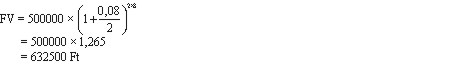 FV = 500000 × (1+0,08/2)
= 500000 × 1,265
= 632500 Ft